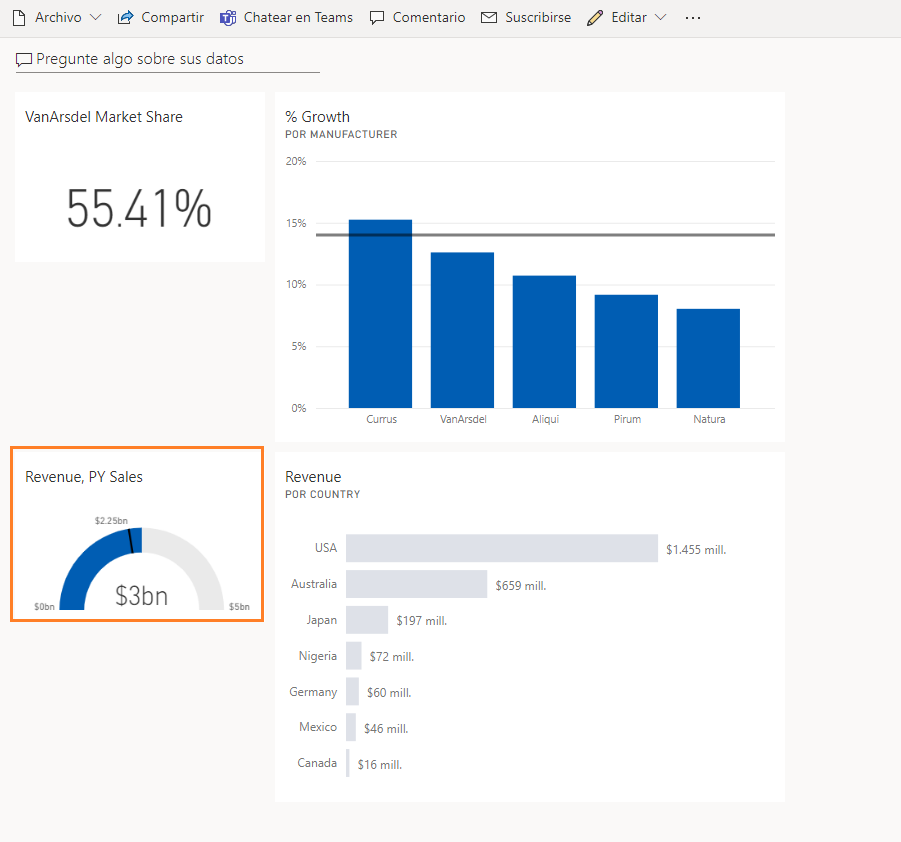 Archivo Compartir Chatear en Teams Comentario Suscribirse Editar ...
Pregunte algo sobre sus datos
VanArsdel Market Share
55.41%
% Growth
POR MANUFACTURER
20%
15%
10%
5%
0%
Currus VanArsdel Aliqui Pirum Natura
Revenue, PY Sales
$2.25bn
$3bn
$0bn $5bn
Revenue
POR COUNTRY
USA $1.455 mill.
Australia $659 mill.
Japan $197 mill.
Nigeria $72 mill.
Germany $60 mill.
Mexico $46 mill.
Canada $16 mill.